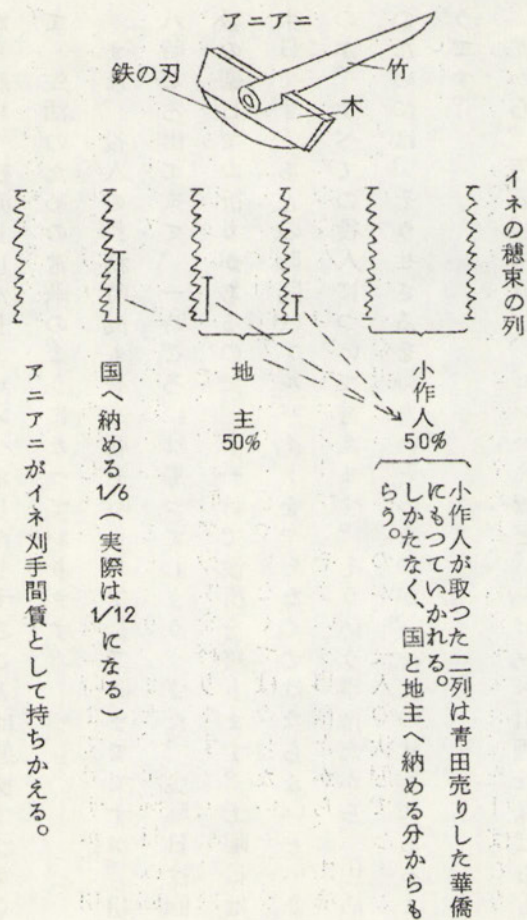 アニアニ
鉄の刃
竹
木
イネの穂束の列
小作人
50%
地主
50%
国へ納める1/6(実際は1/12になる)
アニアニがイネ刈手間賃として持ちかえる。
小作人が取つた二列は青田売りした華僑
にもつていかれる。
しかたなく、国と地主へ納める分からも
らう。